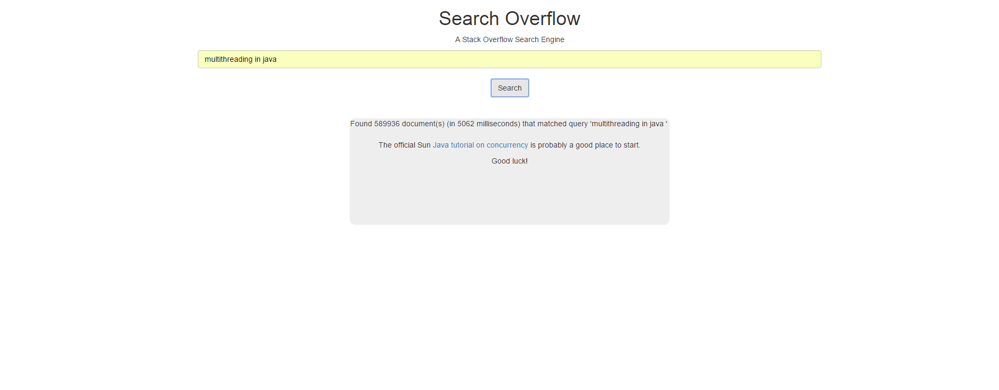 Search Overflow
A Stack Overflow Search Engine
multithreading in java
Search
Found 589936 document(s) (in 5062 milliseconds) that matched query 'multithreading in java '
The official Sun Java tutorial on concurrency is probably a good place to start.
Good luck!